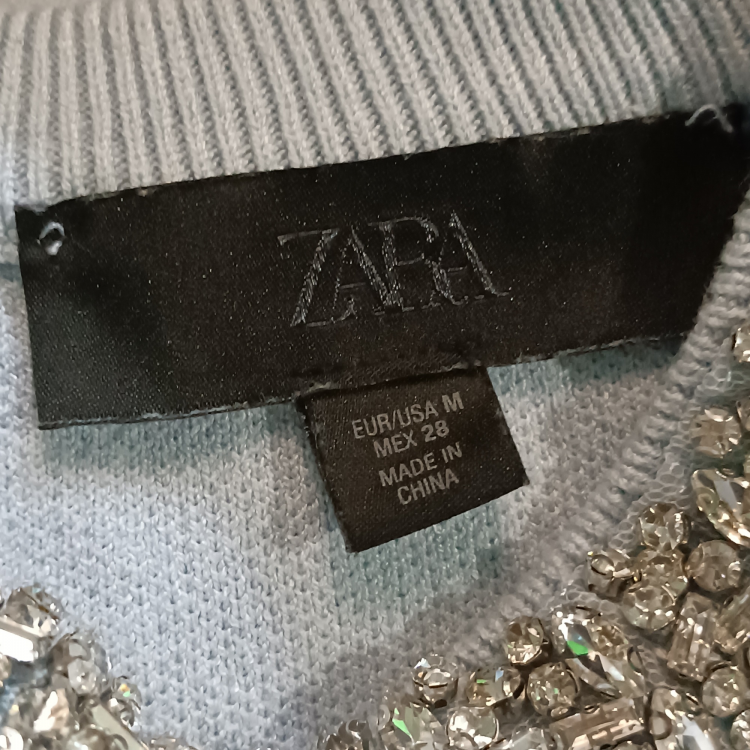 ZARA
EUR/USA M
MEX 28
MADE IN
CHINA